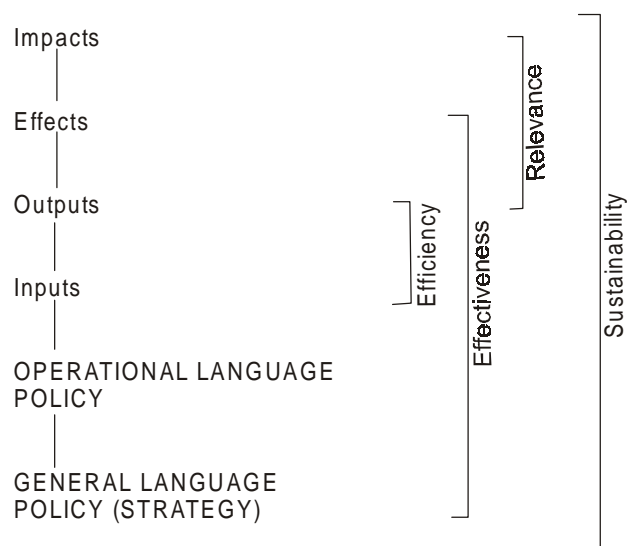 Impacts
Effects
Outputs
Inputs
OPERATIONAL LANGUAGE
POLICY
GENERAL LANGUAGE
POLICY (STRATEGY)
Efficiency
Effectiveness
Relevance
Sustainability